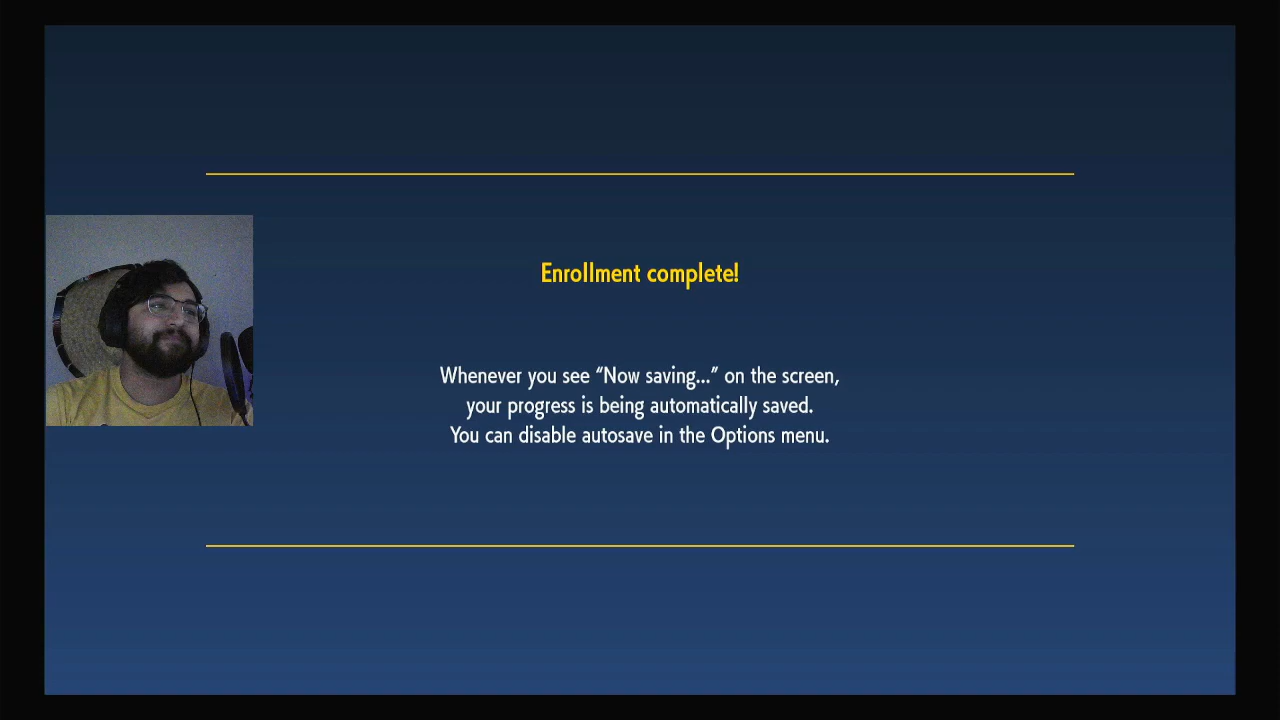 Enrollment complete!
Whenever you see “Now saving...” on the screen,
your progress is being automatically saved.
You can disable autosave in the Options menu.